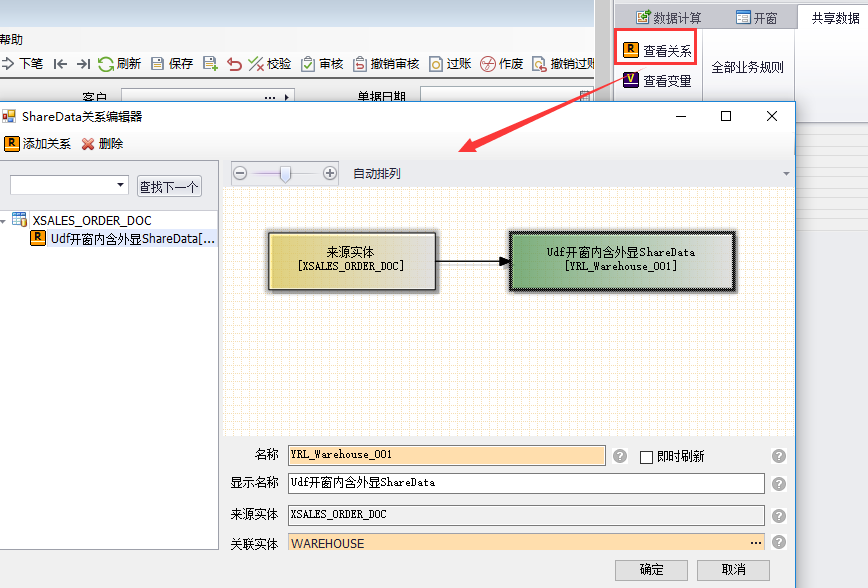 数据计算 开窗 共享数据
帮助
下笔 刷新 保存 校验 审核 撤销审核 过账 作废 撤销过账
R 查看关系
V 查看变量
全部业务规则
客户 ... 单据日期
ShareData关系编辑器
R 添加关系 删除
查找下一个
自动排列
XSALES_ORDER_DOC
R Udf开窗内含外显ShareData[...
来源实体
[XSALES_ORDER_DOC]
Udf开窗内含外显ShareData
[YRL_Warehouse_001]
名称 YRL_Warehouse_001 ? 即时刷新 ?
显示名称 Udf开窗内含外显ShareData ?
来源实体 XSALES_ORDER_DOC ?
关联实体 WAREHOUSE ... ?
确定 取消